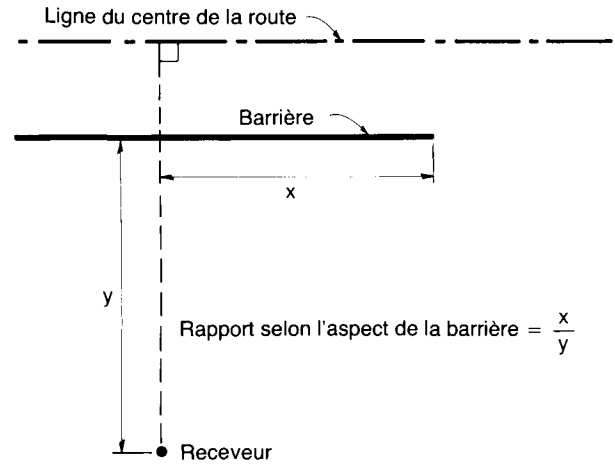 Ligne du centre de la route
Barrière
x
y
Rapport selon l'aspect de la barrière = x/y
Receveur